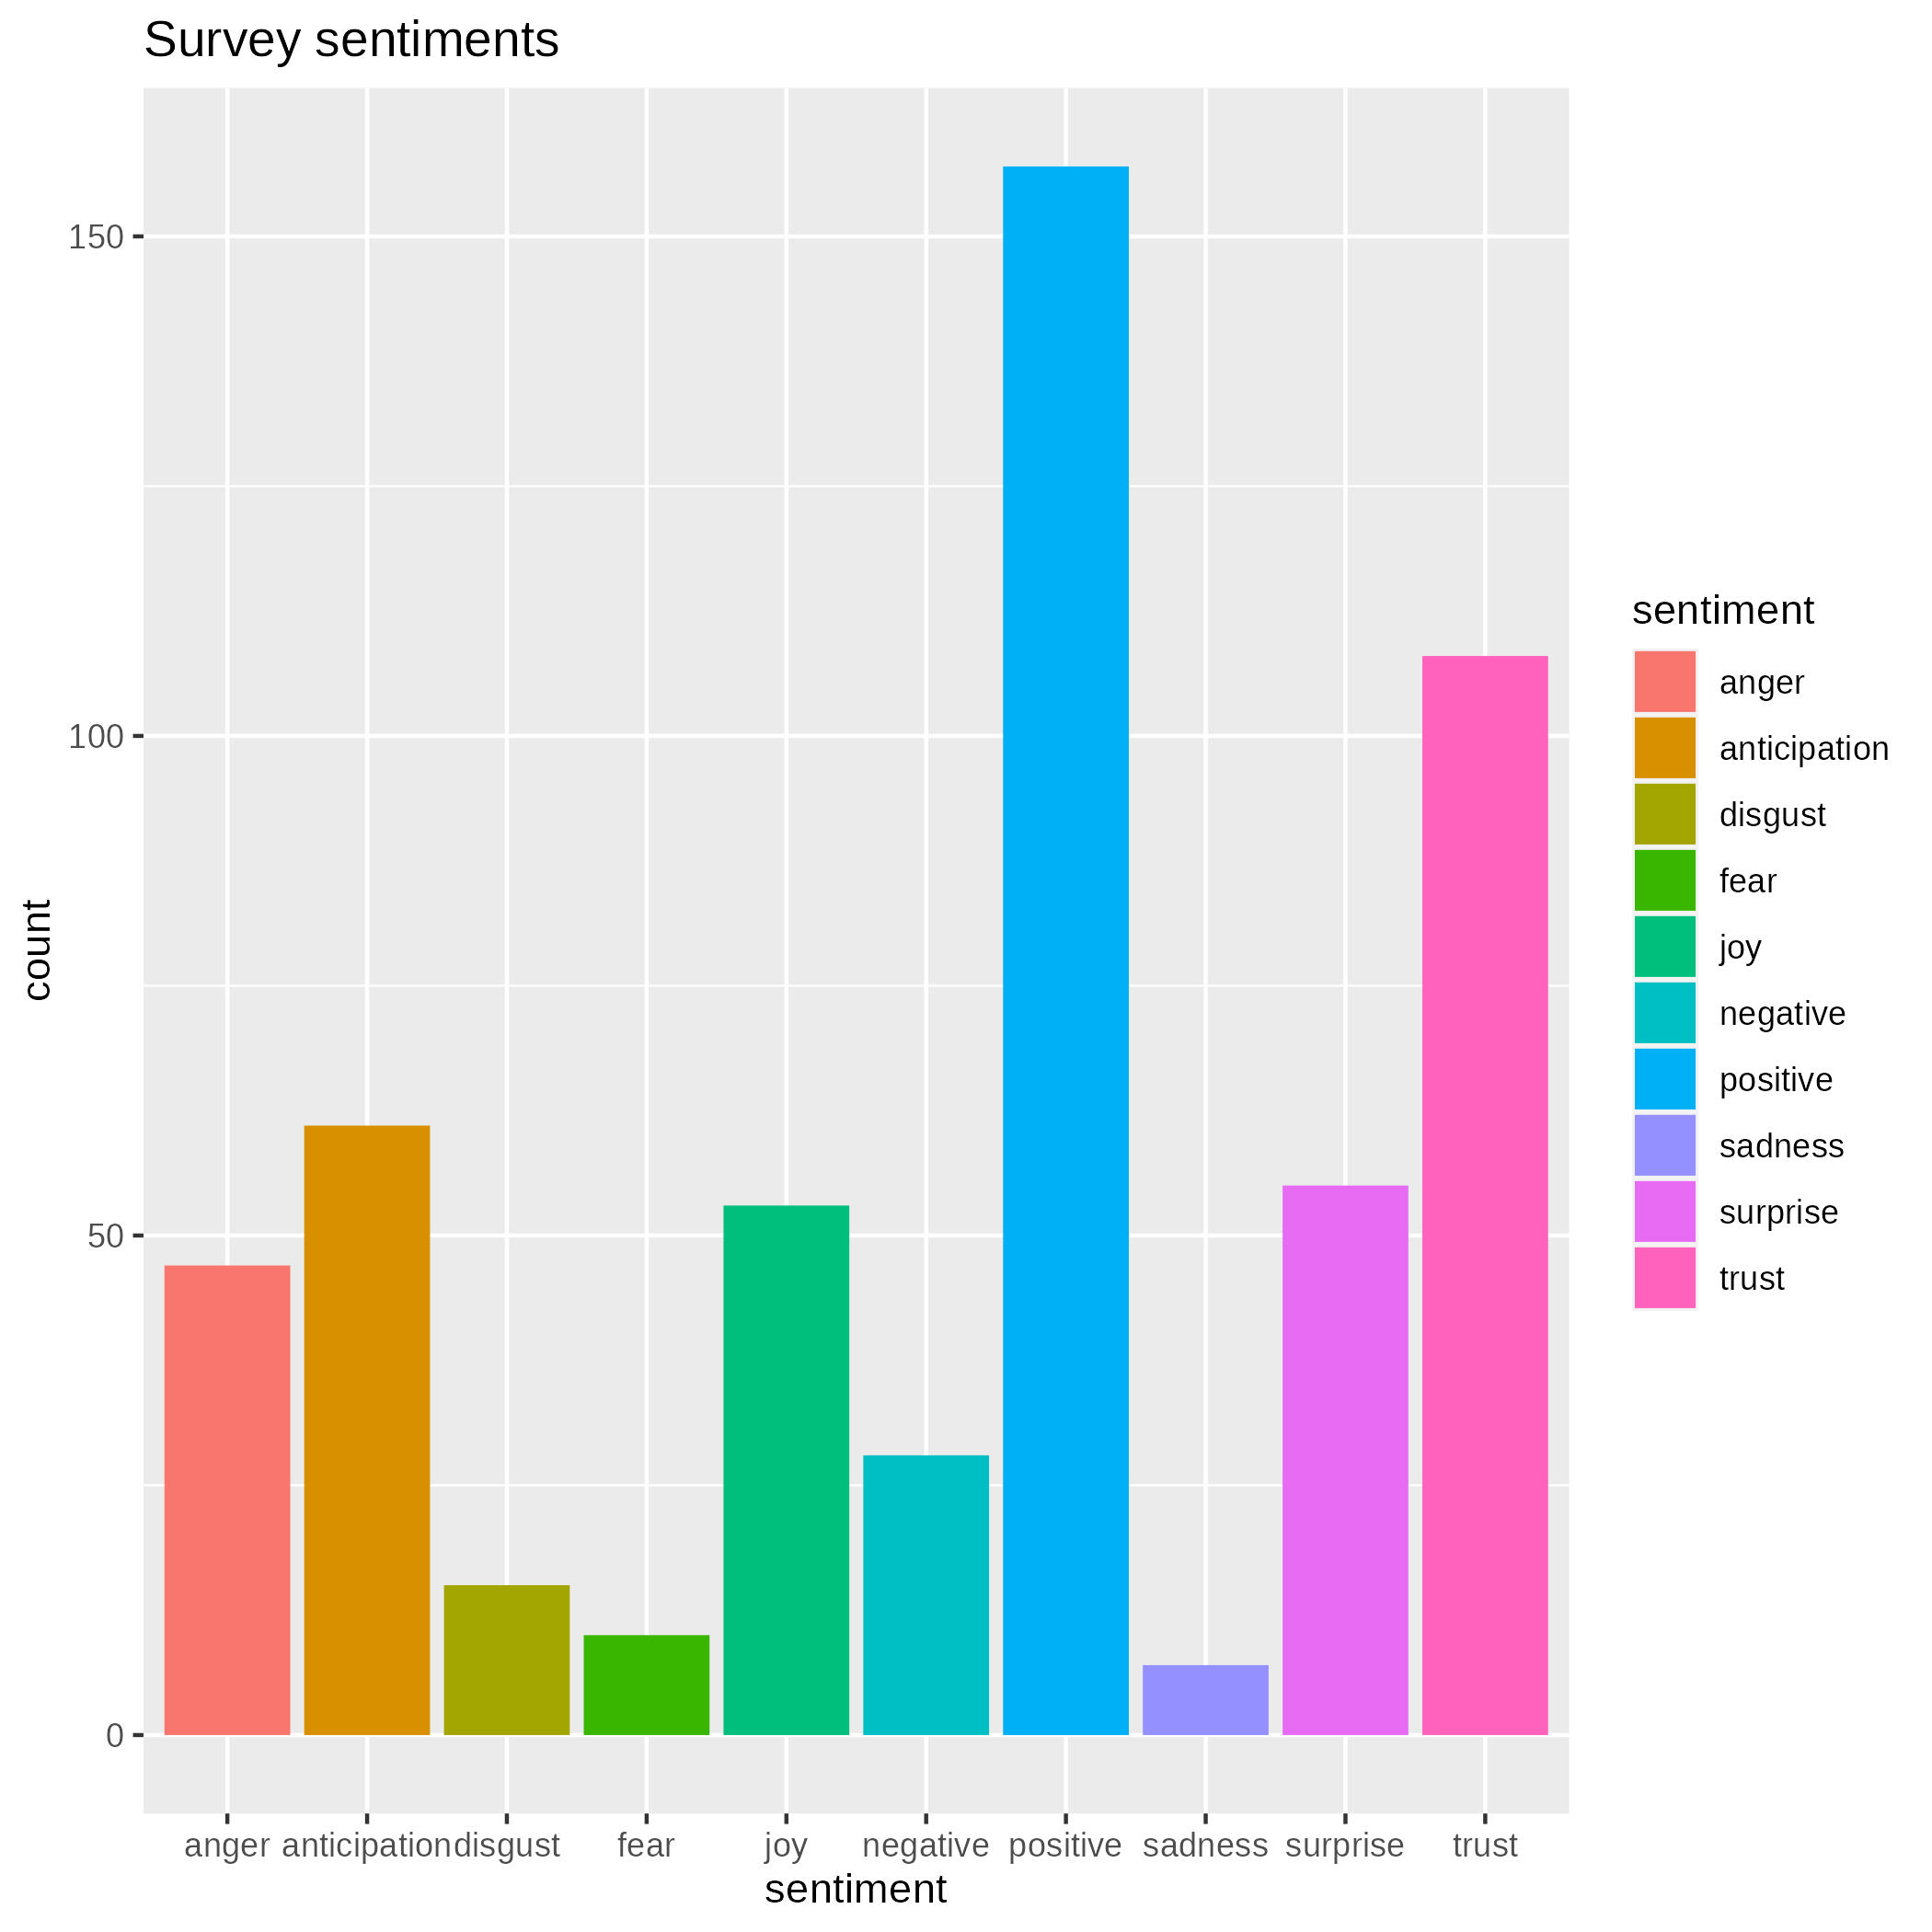 Survey sentiments
150
100
50
0
count
anger anticipation disgust fear joy negative positive sadness surprise trust
sentiment
sentiment
anger
anticipation
disgust
fear
joy
negative
positive
sadness
surprise
trust